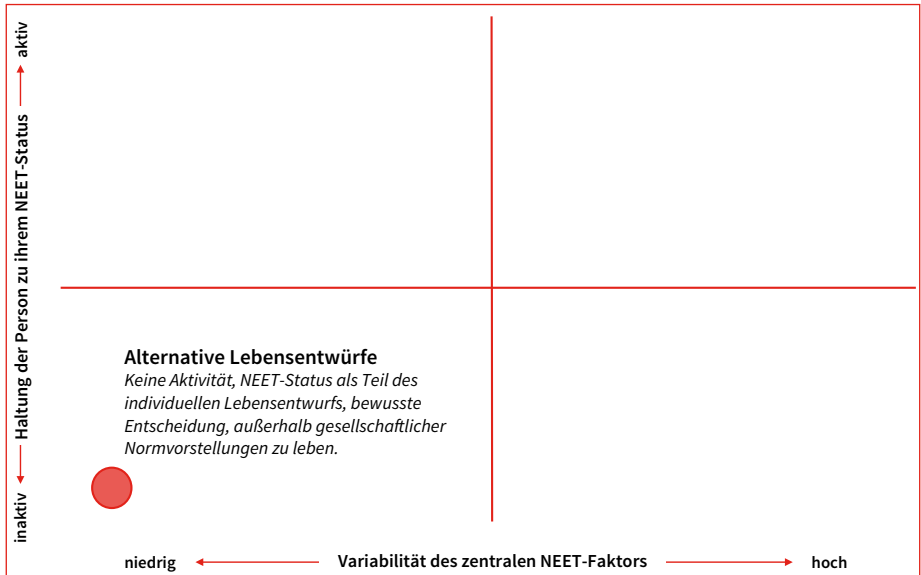 inaktiv Haltung der Person zu ihrem NEET-Status aktiv
Alternative Lebensentwürfe
Keine Aktivität, NEET-Status als Teil des
individuellen Lebensentwurfs, bewusste
Entscheidung, außerhalb gesellschaftlicher
Normvorstellungen zu leben.
niedrig Variabilität des zentralen NEET-Faktors hoch